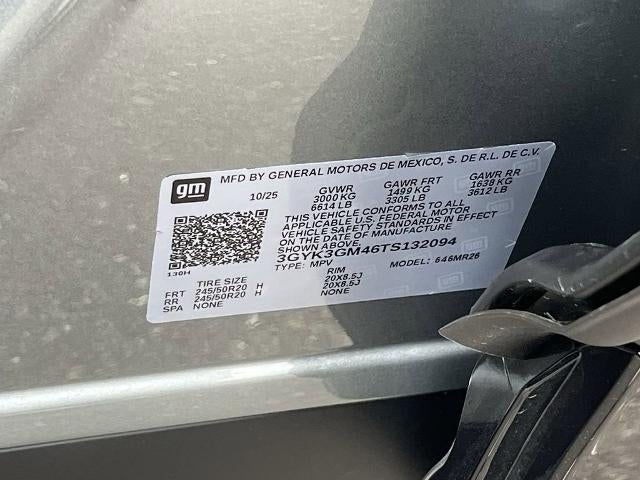 gm
MFD BY GENERAL MOTORS DE MEXICO, S. DE R.L. DE C.V.
10/25 GVWR GAWR FRT GAWR RR
3000 KG 1499 KG 1638 KG
6614 LB 3305 LB 3612 LB
THIS VEHICLE CONFORMS TO ALL
APPLICABLE U.S. FEDERAL MOTOR
VEHICLE SAFETY STANDARDS IN EFFECT
ON THE DATE OF MANUFACTURE
SHOWN ABOVE.
3GYK3GM46TS132094
130H
TYPE: MPV MODEL: 646MR26
TIRE SIZE RIM
FRT 245/50R20 H 20X8.5J
RR 245/50R20 H 20X8.5J
SPA NONE NONE